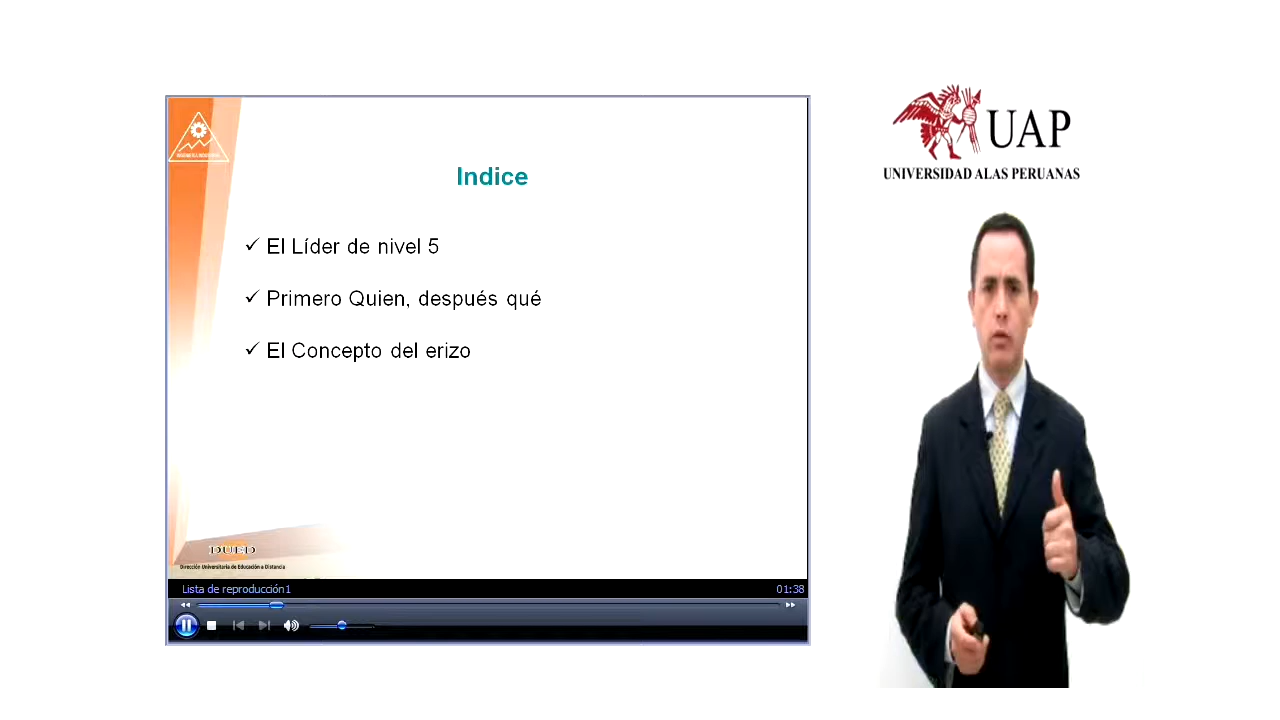 Indice
✓ El Líder de nivel 5
✓ Primero Quien, después qué
✓ El Concepto del erizo
DUED
Dirección Universitaria de Educación a Distancia
Lista de reproducción1
01:38
UAP
UNIVERSIDAD ALAS PERUANAS